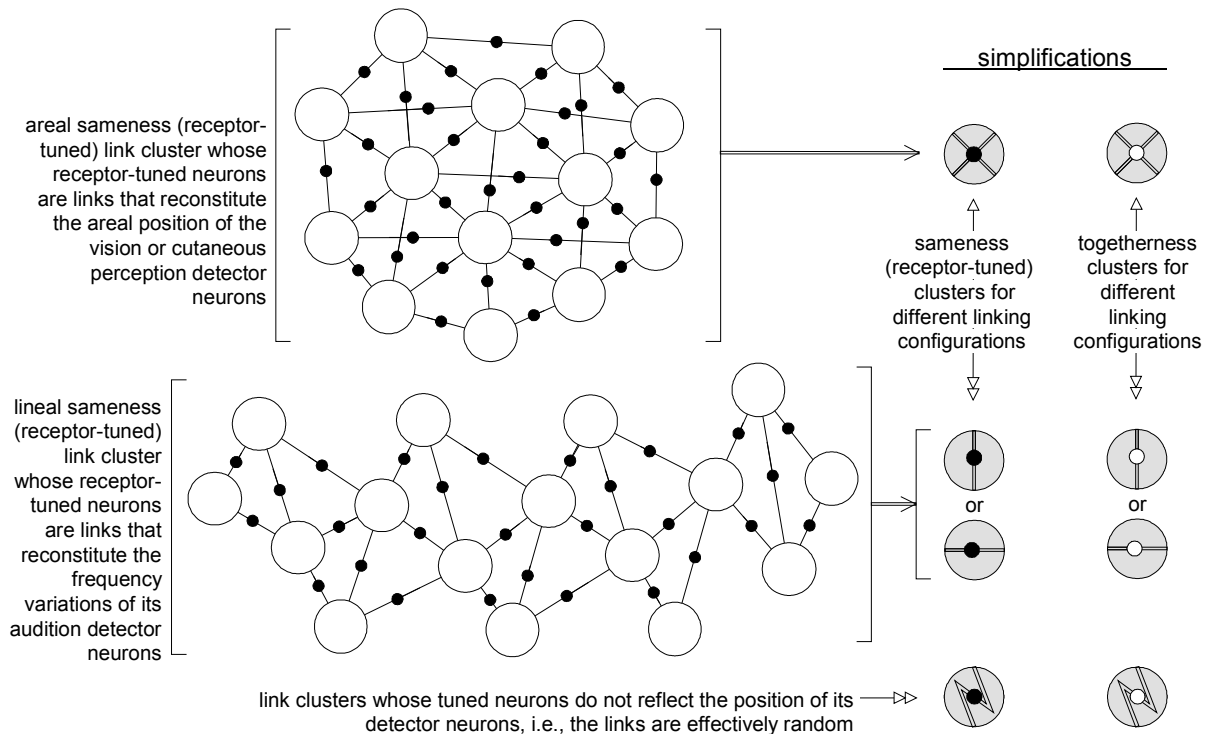 simplifications
areal sameness (receptor-
tuned) link cluster whose
receptor-tuned neurons
are links that reconstitute
the areal position of the
vision or cutaneous
perception detector
neurons
sameness
(receptor-tuned)
clusters for
different linking
configurations
togetherness
clusters for
different
linking
configurations
lineal sameness
(receptor-tuned)
link cluster
whose receptor-
tuned neurons
are links that
reconstitute the
frequency
variations of its
audition detector
neurons
or
or
link clusters whose tuned neurons do not reflect the position of its
detector neurons, i.e., the links are effectively random